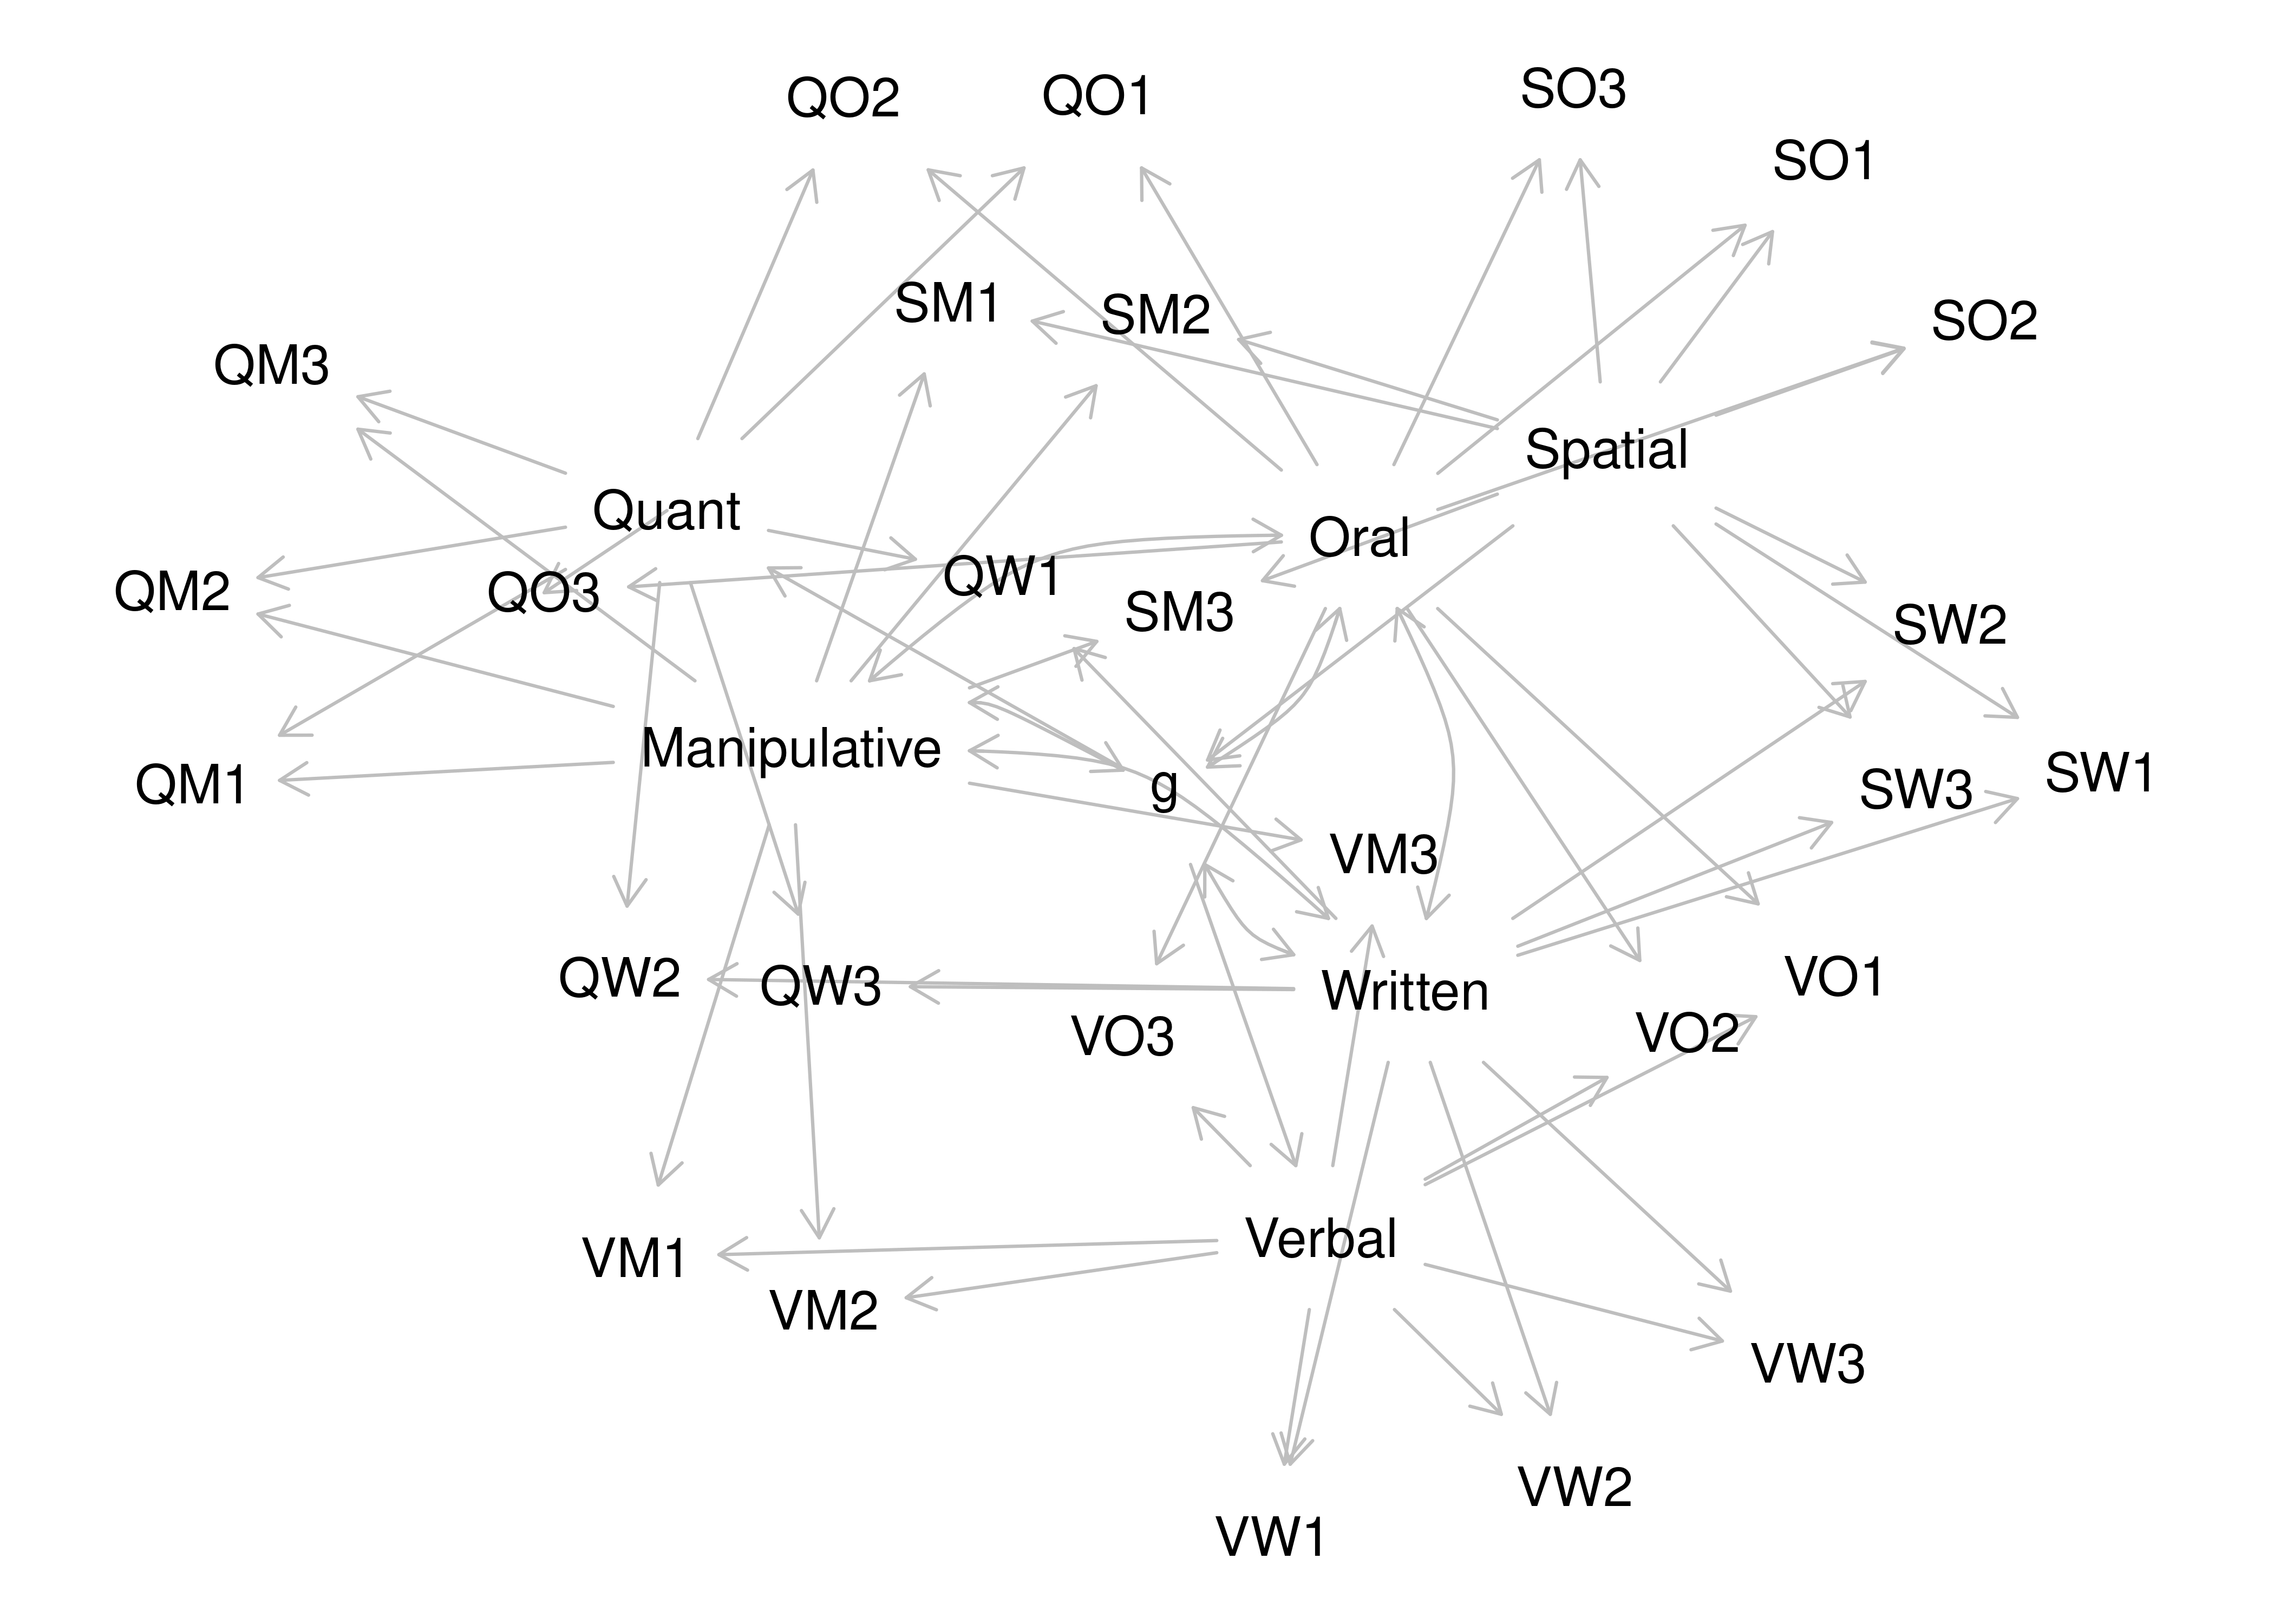 QO2
QO1
SO3
SO1
SM1
SM2
SO2
QM3
Spatial
Quant
Oral
QM2
QO3
QW1
SM3
SW2
Manipulative
QM1
g
SW3
SW1
VM3
QW2
QW3
Written
VO1
VO3
VO2
Verbal
VM1
VM2
VW3
VW2
VW1